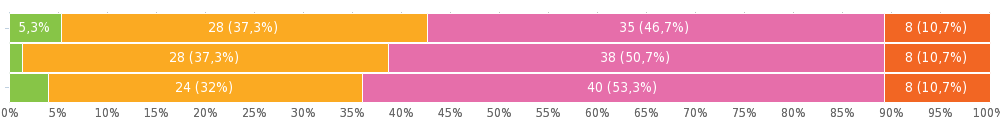 5,3% 28 (37,3%) 35 (46,7%) 8 (10,7%)
28 (37,3%) 38 (50,7%) 8 (10,7%)
24 (32%) 40 (53,3%) 8 (10,7%)
0% 5% 10% 15% 20% 25% 30% 35% 40% 45% 50% 55% 60% 65% 70% 75% 80% 85% 90% 95% 100%